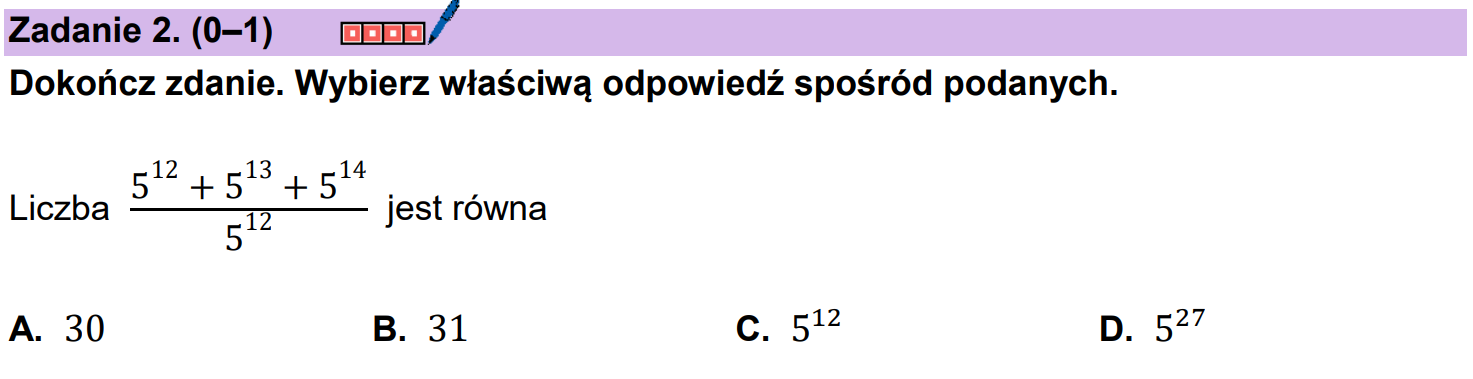 Zadanie 2. (0–1)
Dokończ zdanie. Wybierz właściwą odpowiedź spośród podanych.
Liczba $\frac{5^{12} + 5^{13} + 5^{14}}{5^{12}}$ jest równa
A. 30 B. 31 C. $5^{12}$ D. $5^{27}$